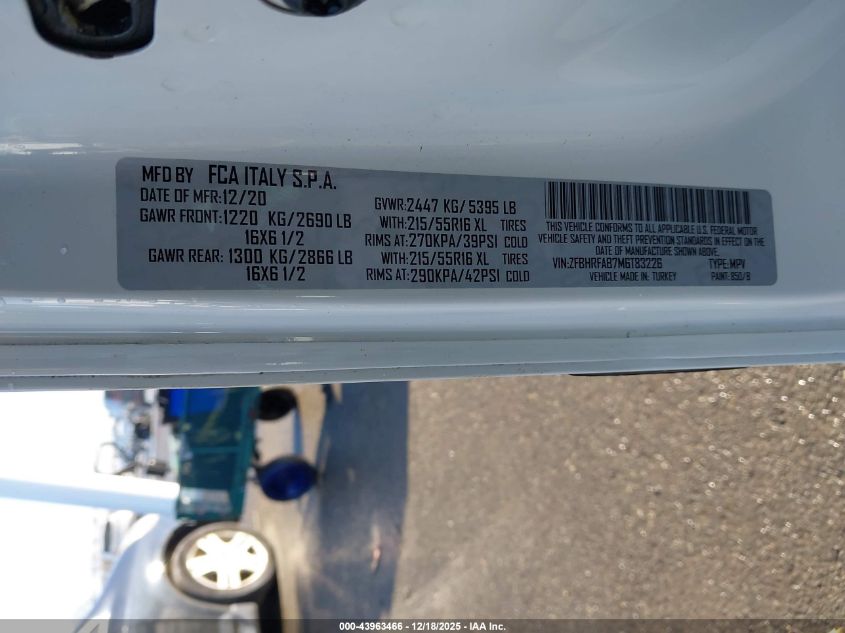 MFD BY FCA ITALY S.P.A.
DATE OF MFR:12/20
GAWR FRONT:1220 KG/2690 LB
16X6 1/2
GAWR REAR: 1300 KG/2866 LB
16X6 1/2
GVWR:2447 KG/ 5395 LB
WITH:215/55R16 XL TIRES
RIMS AT:270KPA/39PSI COLD
WITH:215/55R16 XL TIRES
RIMS AT:290KPA/42PSI COLD
THIS VEHICLE CONFORMS TO ALL APPLICABLE U.S. FEDERAL MOTOR
VEHICLE SAFETY AND THEFT PREVENTION STANDARDS IN EFFECT ON THE
DATE OF MANUFACTURE SHOWN ABOVE.
VIN:ZFBHRFAB7M6T83226 TYPE:MPV
VEHICLE MADE IN: TURKEY PAINT: 850/B
000-43963466 - 12/18/2025 - IAA Inc.